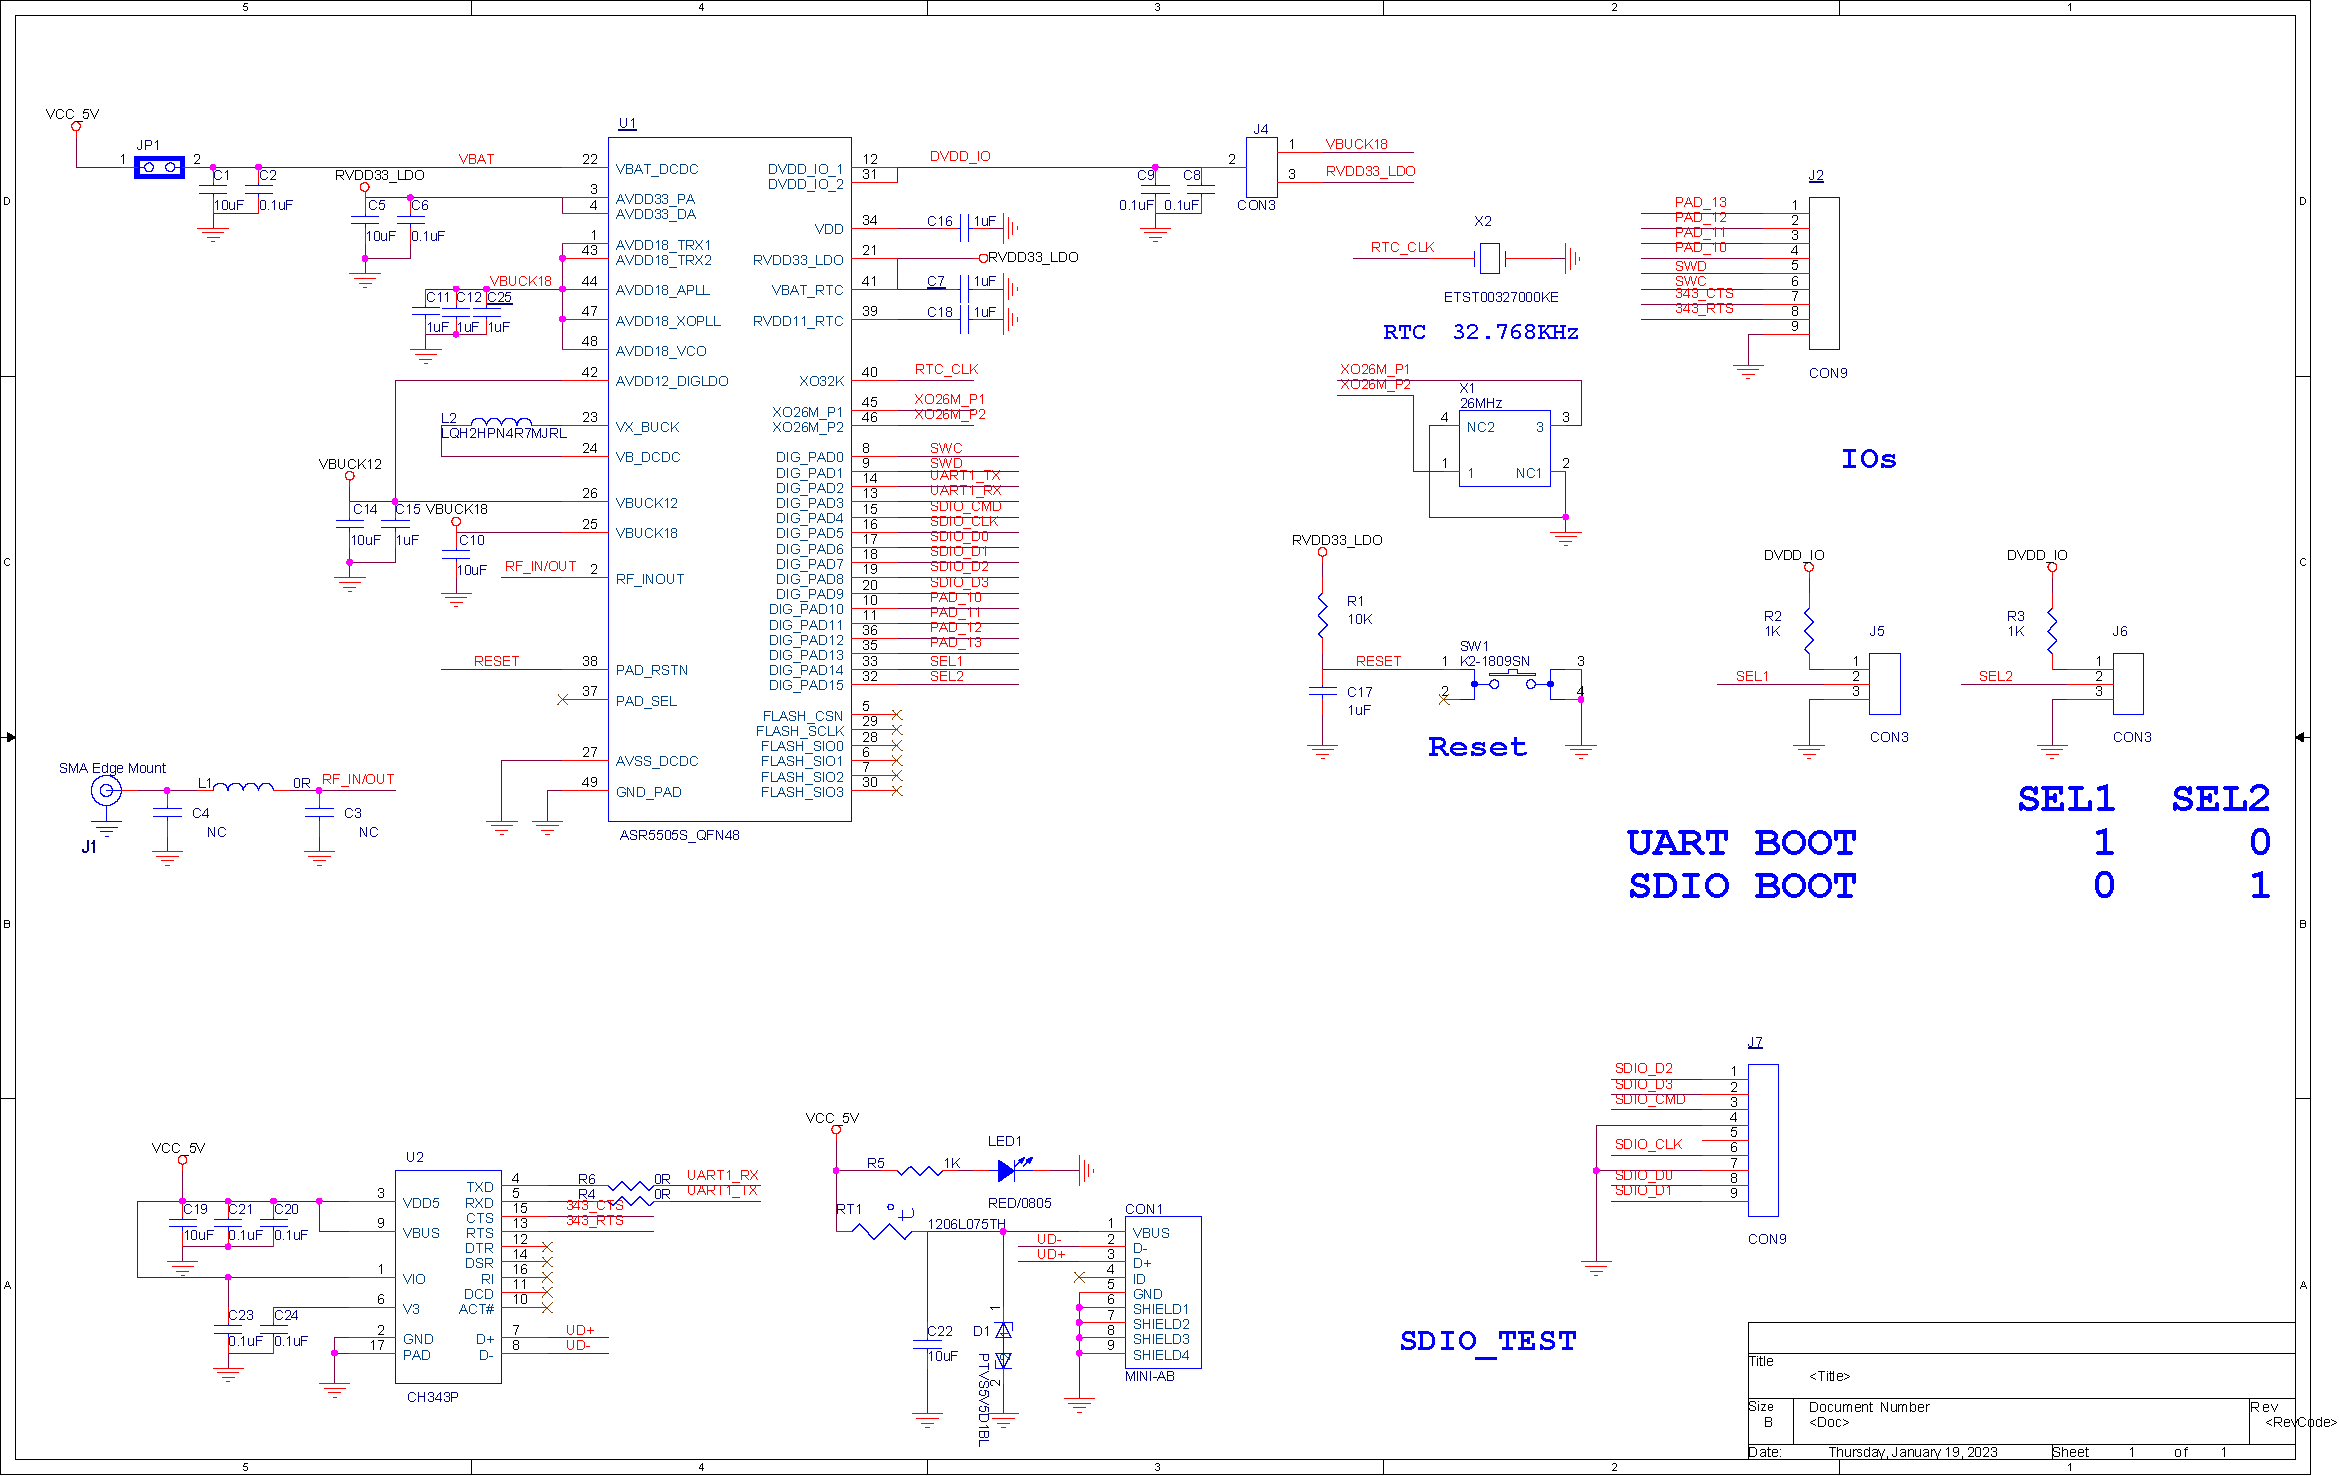 5 4 3 2 1
D
C
B
A
VCC_5V
JP1
1 2
VBAT
C1
10uF
C2
0.1uF
RVDD33_LDO
C5
10uF
C6
0.1uF
VBUCK18
C11
1uF
C12
1uF
C25
1uF
L2
LQH2HPN4R7MJRL
VBUCK12
C14
10uF
C15
1uF
VBUCK18
C10
10uF
RF_IN/OUT
RESET
U1
22 VBAT_DCDC
3 AVDD33_PA
4 AVDD33_DA
1 AVDD18_TRX1
43 AVDD18_TRX2
44 AVDD18_APLL
47 AVDD18_XOPLL
48 AVDD18_VCO
42 AVDD12_DIGLDO
23 VX_BUCK
24 VB_DCDC
26 VBUCK12
25 VBUCK18
2 RF_INOUT
38 PAD_RSTN
37 PAD_SEL
27 AVSS_DCDC
49 GND_PAD
DVDD_IO_1 12 DVDD_IO
DVDD_IO_2 31
VDD 34
RVDD33_LDO 21 RVDD33_LDO
VBAT_RTC 41
RVDD11_RTC 39
XO32K 40 RTC_CLK
XO26M_P1 45 XO26M_P1
XO26M_P2 46 XO26M_P2
DIG_PAD0 8 SWC
DIG_PAD1 9 SWD
DIG_PAD2 14 UART1_TX
DIG_PAD3 13 UART1_RX
DIG_PAD4 15 SDIO_CMD
DIG_PAD5 16 SDIO_CLK
DIG_PAD6 17 SDIO_D0
DIG_PAD7 18 SDIO_D1
DIG_PAD8 19 SDIO_D2
DIG_PAD9 20 SDIO_D3
DIG_PAD10 10 PAD_10
DIG_PAD11 11 PAD_11
DIG_PAD12 36 PAD_12
DIG_PAD13 35 PAD_13
DIG_PAD14 33 SEL1
DIG_PAD15 32 SEL2
FLASH_CSN 5
FLASH_SCLK 29
FLASH_SIO0 28
FLASH_SIO1 6
FLASH_SIO2 7
FLASH_SIO3 30
ASR5505S_QFN48
C16 1uF
C7 1uF
C18 1uF
C9
0.1uF
C8
0.1uF
J4
2
1 VBUCK18
3 RVDD33_LDO
CON3
X2
RTC_CLK
ETST00327000KE
RTC 32.768KHz
XO26M_P1
XO26M_P2
X1
26MHz
4 NC2 3 3
1 1 NC1 2
J2
PAD_13 1
PAD_12 2
PAD_11 3
PAD_10 4
SWD 5
SWC 6
343_CTS 7
343_RTS 8
9
CON9
IOs
RVDD33_LDO
R1
10K
RESET
C17
1uF
SW1
K2-1809SN
1 3
2 4
Reset
DVDD_IO
R2
1K
J5
SEL1
1
2
3
CON3
DVDD_IO
R3
1K
J6
SEL2
1
2
3
CON3
SEL1 SEL2
UART BOOT 1 0
SDIO BOOT 0 1
SMA Edge Mount
L1 0R RF_IN/OUT
C4
NC
C3
NC
J1
VCC_5V
C19
10uF
C21
0.1uF
C20
0.1uF
C23
0.1uF
C24
0.1uF
U2
3 VDD5
9 VBUS
1 VIO
6 V3
2 GND
17 PAD
TXD 4 R6 0R UART1_RX
RXD 5 R4 0R UART1_TX
CTS 15 343_CTS
RTS 13 343_RTS
DTR 12
DSR 14
RI 16
DCD 11
ACT# 10
D+ 7 UD+
D- 8 UD-
CH343P
VCC_5V
R5 1K
LED1
RED/0805
RT1
1206L075TH
C22
10uF
D1
1
2
PTVS5V5D1BL
CON1
1 VBUS
UD- 2 D-
UD+ 3 D+
4 ID
5 GND
6 SHIELD1
7 SHIELD2
8 SHIELD3
9 SHIELD4
MINI-AB
J7
SDIO_D2 1
SDIO_D3 2
SDIO_CMD 3
4
5
SDIO_CLK 6
7
SDIO_D0 8
SDIO_D1 9
CON9
SDIO_TEST
Title
<Title>
Size
B
Document Number
<Doc>
Rev
<RevCode>
Date: Thursday, January 19, 2023 Sheet 1 of 1
D
C
B
A
5 4 3 2 1